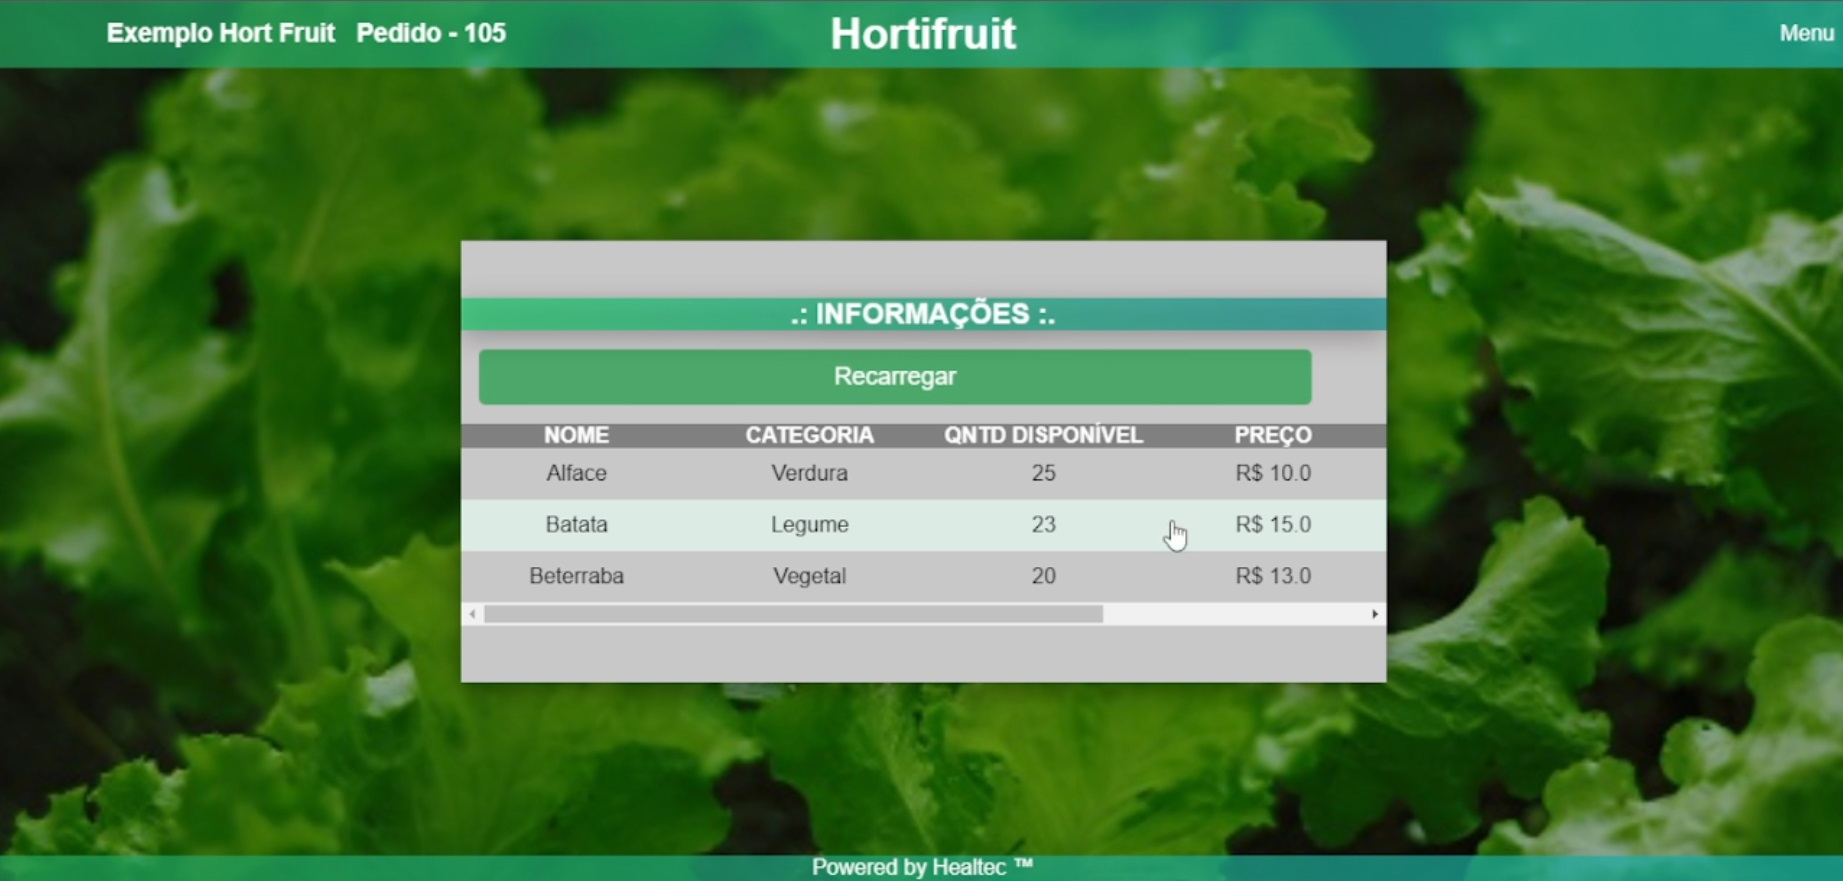 Exemplo Hort Fruit Pedido - 105
Hortifruit
Menu
.: INFORMAÇÕES :.
Recarregar
NOME CATEGORIA QNTD DISPONÍVEL PREÇO
Alface Verdura 25 R$ 10.0
Batata Legume 23 R$ 15.0
Beterraba Vegetal 20 R$ 13.0
Powered by Healtec ™